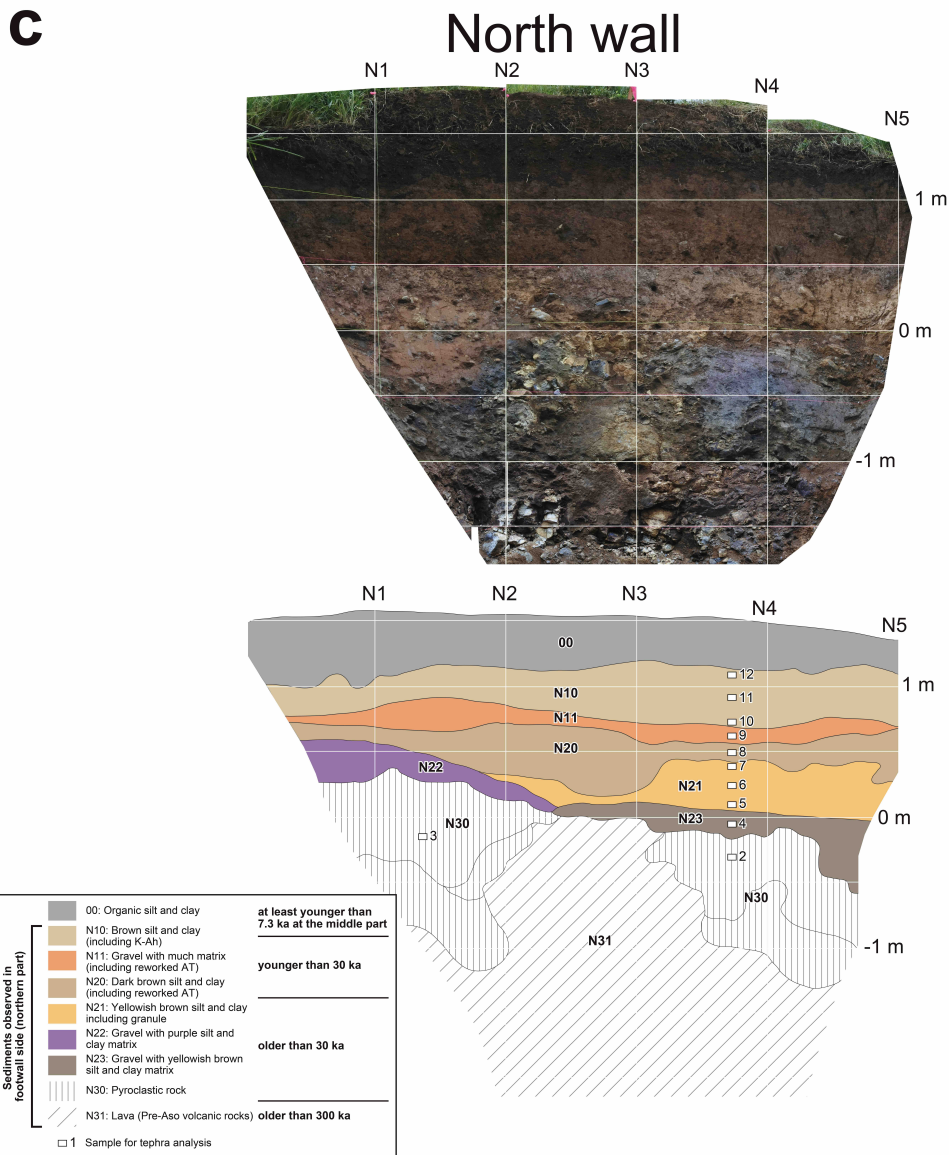 C
North wall
N1 N2 N3 N4 N5
1 m
0 m
-1 m
N1 N2 N3 N4 N5
00
12
1 m
N10
11
N11
10
9
N20
8
7
N22
N21
6
5
0 m
N23
4
N30
3
2
N30
N31
-1 m
Sediments observed in
footwall side (northern part)
00: Organic silt and clay
at least younger than
7.3 ka at the middle part
N10: Brown silt and clay
(including K-Ah)
N11: Gravel with much matrix
(including reworked AT)
younger than 30 ka
N20: Dark brown silt and clay
(including reworked AT)
N21: Yellowish brown silt and clay
including granule
N22: Gravel with purple silt and
clay matrix
older than 30 ka
N23: Gravel with yellowish brown
silt and clay matrix
N30: Pyroclastic rock
N31: Lava (Pre-Aso volcanic rocks) older than 300 ka
1 Sample for tephra analysis